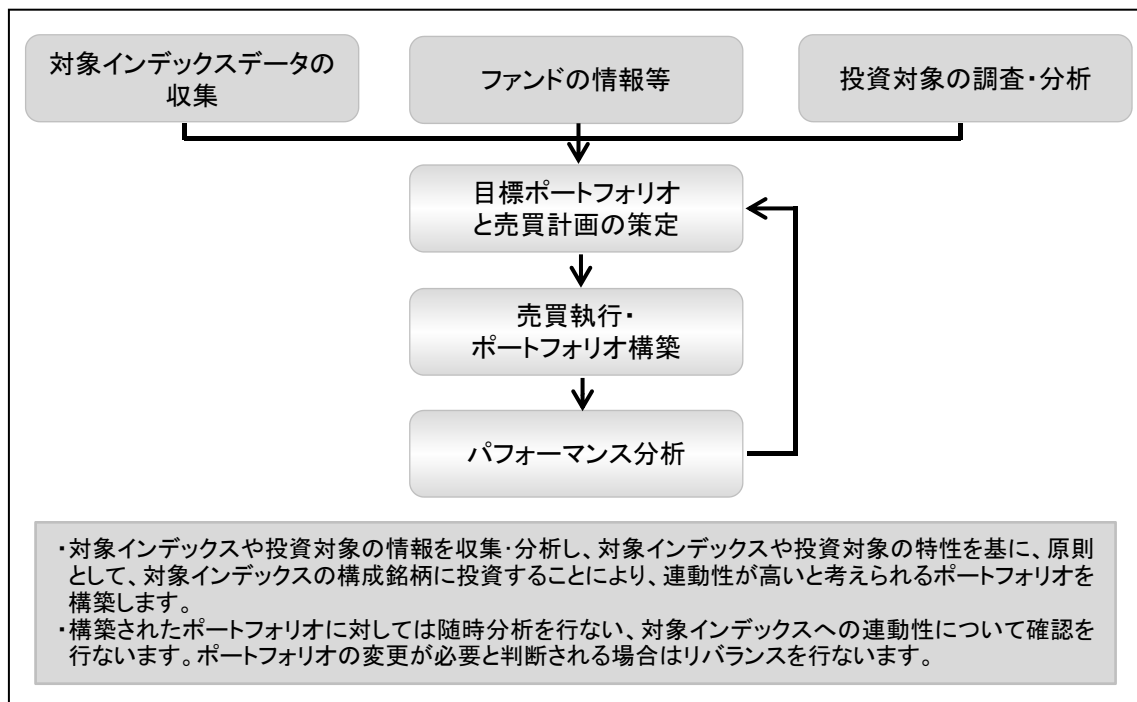 対象インデックスデータの
収集
ファンドの情報等
投資対象の調査・分析
目標ポートフォリオ
と売買計画の策定
売買執行・
ポートフォリオ構築
パフォーマンス分析
・対象インデックスや投資対象の情報を収集・分析し、対象インデックスや投資対象の特性を基に、原則
として、対象インデックスの構成銘柄に投資することにより、連動性が高いと考えられるポートフォリオを
構築します。
・構築されたポートフォリオに対しては随時分析を行ない、対象インデックスへの連動性について確認を
行ないます。ポートフォリオの変更が必要と判断される場合はリバランスを行ないます。